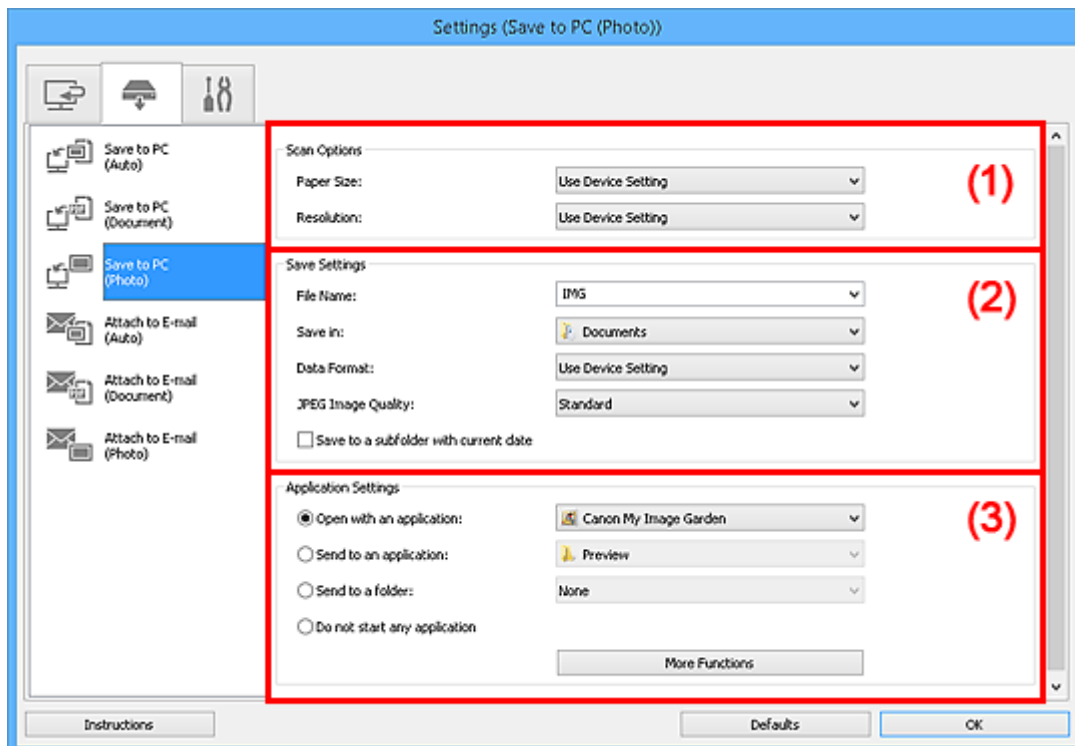 Settings (Save to PC (Photo))
Save to PC
(Auto)
Save to PC
(Document)
Save to PC
(Photo)
Attach to E-mail
(Auto)
Attach to E-mail
(Document)
Attach to E-mail
(Photo)
Scan Options
(1)
Paper Size: Use Device Setting
Resolution: Use Device Setting
Save Settings
(2)
File Name: IMG
Save in: Documents
Data Format: Use Device Setting
JPEG Image Quality: Standard
Save to a subfolder with current date
Application Settings
(3)
Open with an application: Canon My Image Garden
Send to an application: Preview
Send to a folder: None
Do not start any application
More Functions
Instructions Defaults OK